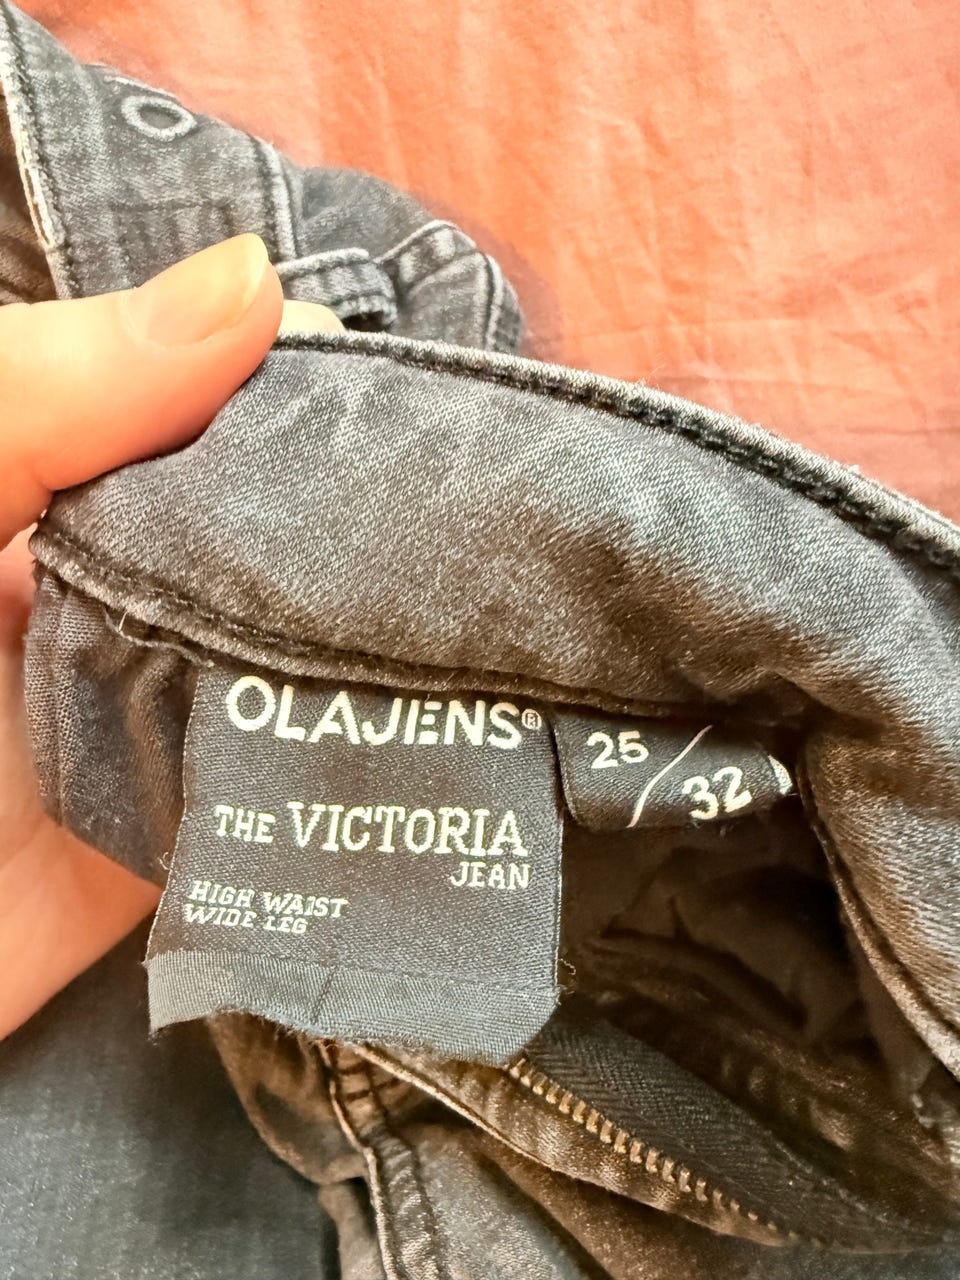 OLAJENS®
THE VICTORIA
JEAN
HIGH WAIST
WIDE LEG
25/32